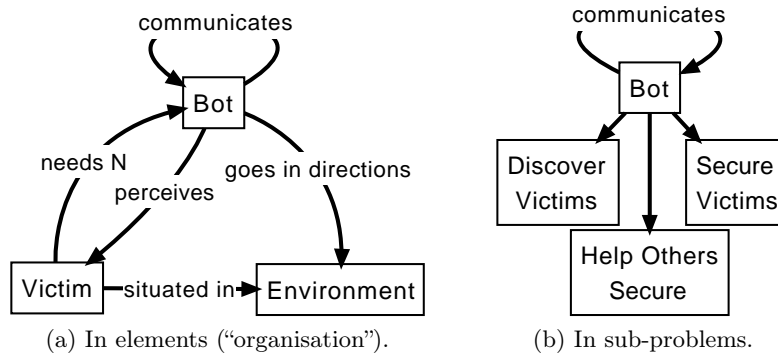 communicates
Bot
needs N
perceives
goes in directions
Victim
situated in
Environment
(a) In elements (“organisation”).
communicates
Bot
Discover
Victims
Secure
Victims
Help Others
Secure
(b) In sub-problems.